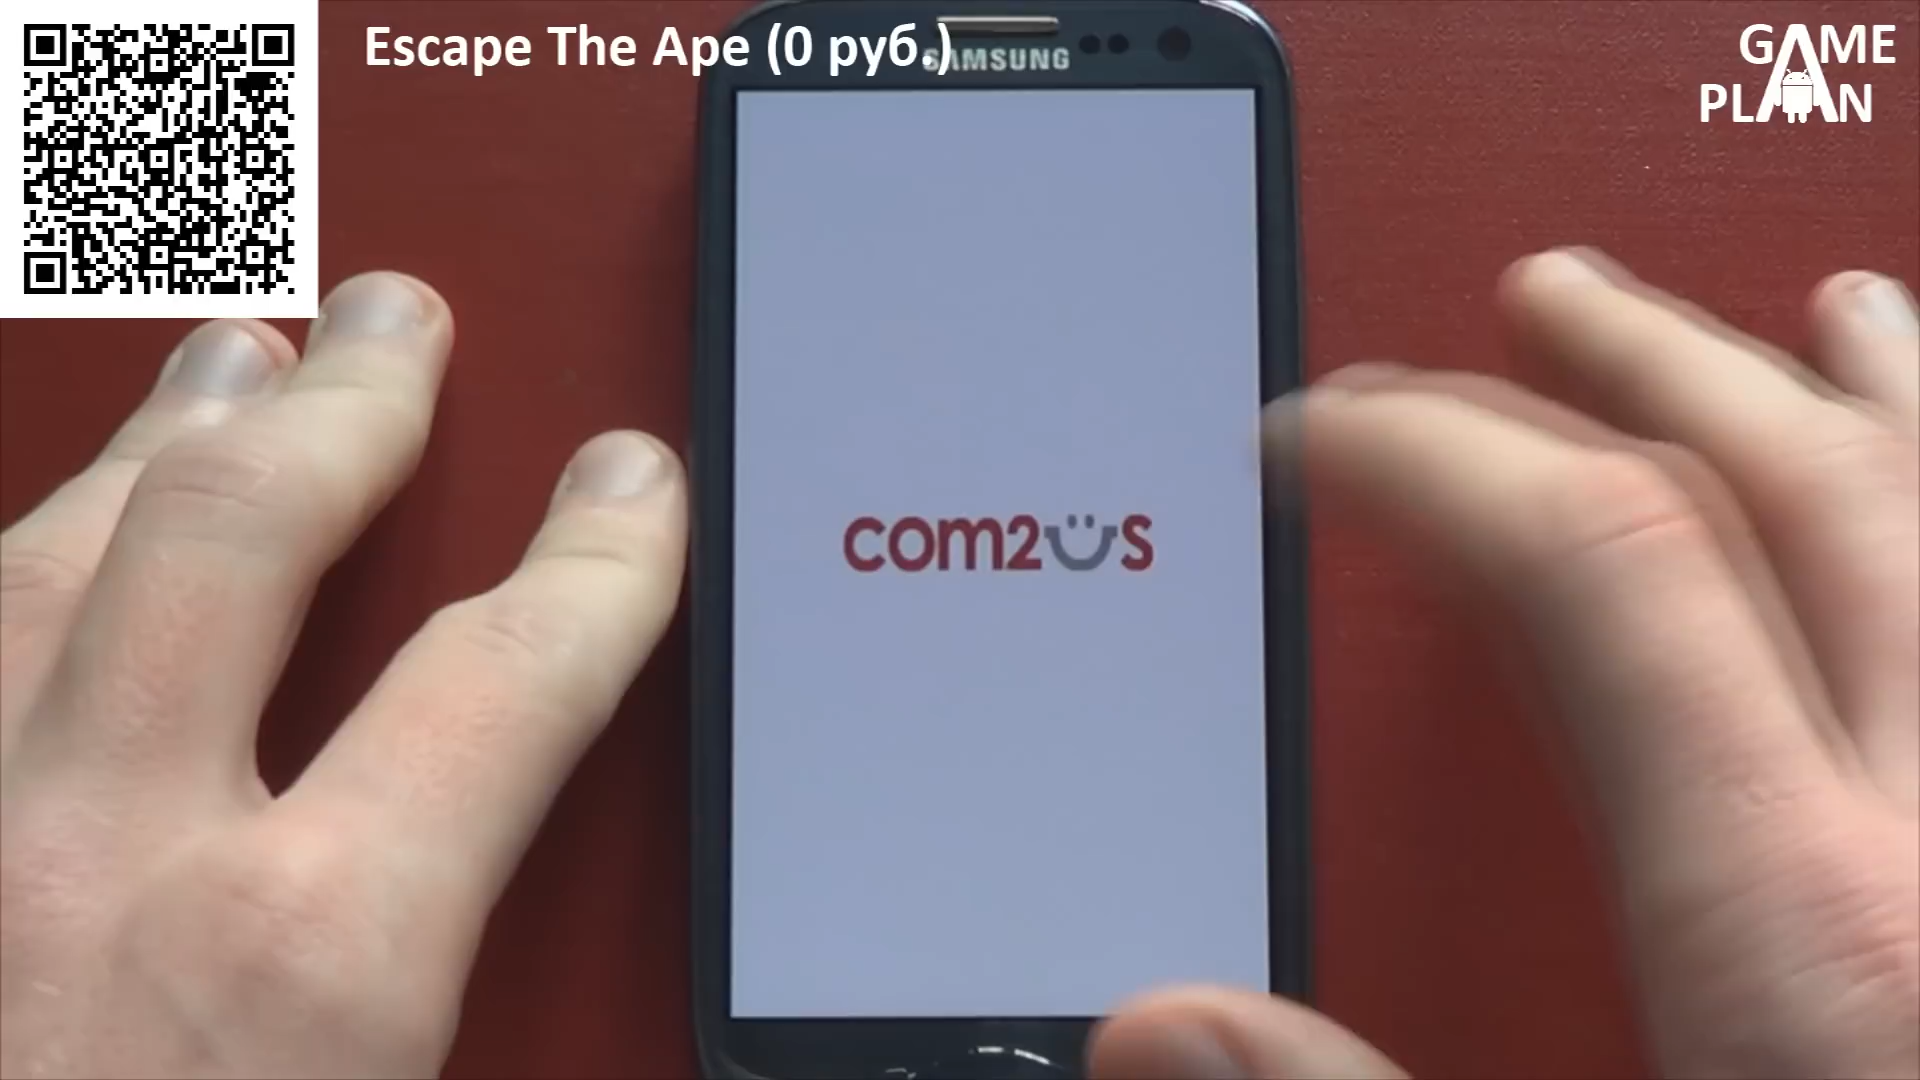 Escape The Ape (0 руб.)
SAMSUNG
GAME
PLAN
com2us